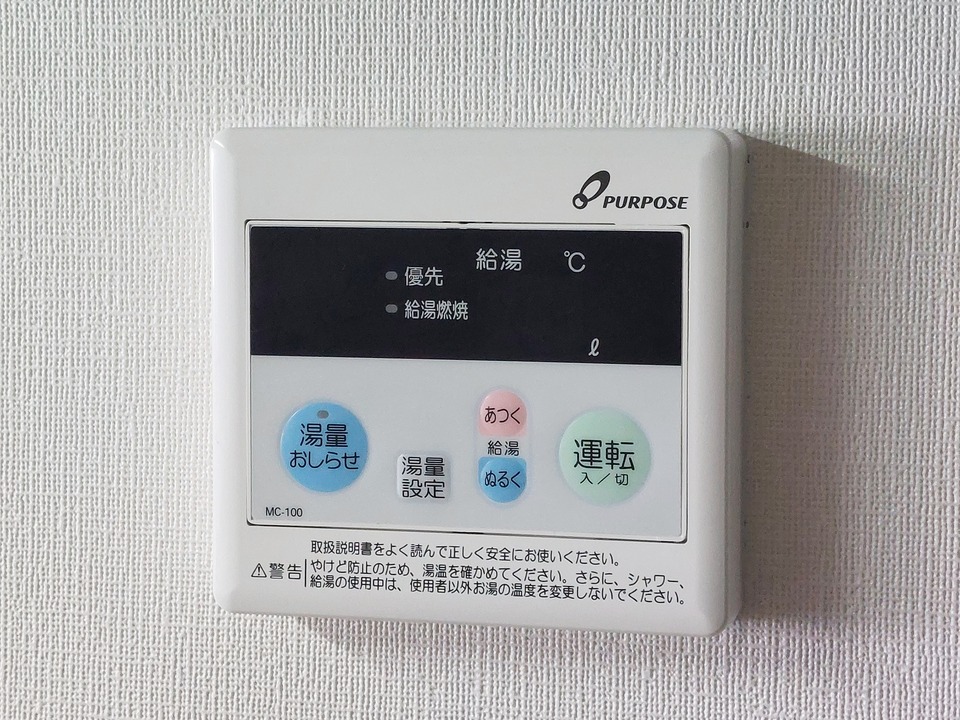 PURPOSE
給湯 ℃
優先
給湯燃焼
ℓ
湯量
おしらせ
湯量
設定
あつく
給湯
ぬるく
運転
入/切
MC-100
取扱説明書をよく読んで正しく安全にお使いください。
⚠警告
やけど防止のため、湯温を確かめてください。さらに、シャワー、
給湯の使用中は、使用者以外お湯の温度を変更しないでください。